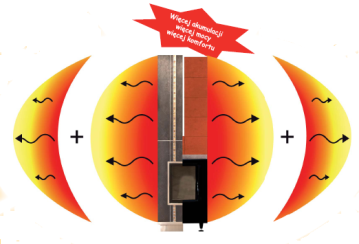 Więcej akumulacji
więcej mocy
więcej komfortu
+ +